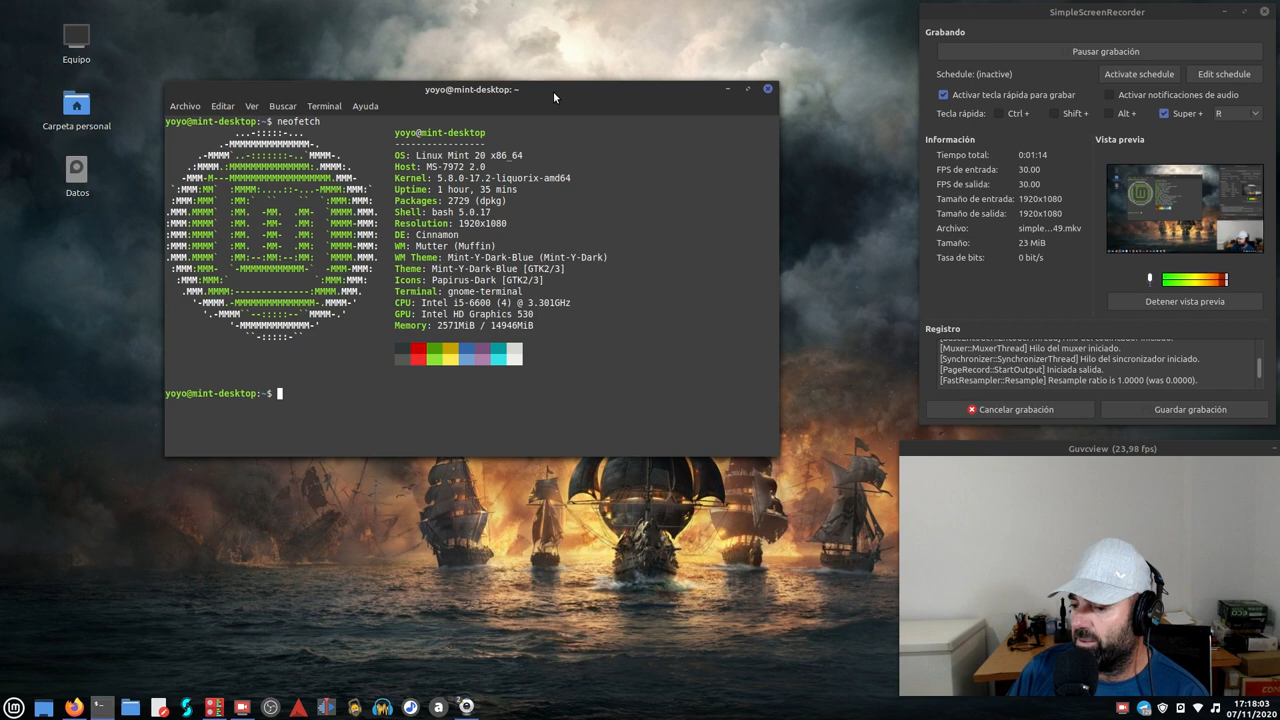 Equipo
Carpeta personal
Datos
yoyo@mint-desktop: ~
Archivo Editar Ver Buscar Terminal Ayuda
yoyo@mint-desktop:~$ neofetch
yoyo@mint-desktop
-----------------
OS: Linux Mint 20 x86_64
Host: MS-7972 2.0
Kernel: 5.8.0-17.2-liquorix-amd64
Uptime: 1 hour, 35 mins
Packages: 2729 (dpkg)
Shell: bash 5.0.17
Resolution: 1920x1080
DE: Cinnamon
WM: Mutter (Muffin)
WM Theme: Mint-Y-Dark-Blue (Mint-Y-Dark)
Theme: Mint-Y-Dark-Blue [GTK2/3]
Icons: Papirus-Dark [GTK2/3]
Terminal: gnome-terminal
CPU: Intel i5-6600 (4) @ 3.301GHz
GPU: Intel HD Graphics 530
Memory: 2571MiB / 14946MiB
yoyo@mint-desktop:~$
SimpleScreenRecorder
Grabando
Pausar grabación
Schedule: (inactive) Activate schedule Edit schedule
Activar tecla rápida para grabar Activar notificaciones de audio
Tecla rápida: Ctrl + Shift + Alt + Super + R
Información
Tiempo total: 0:01:14
FPS de entrada: 30.00
FPS de salida: 30.00
Tamaño de entrada: 1920x1080
Tamaño de salida: 1920x1080
Archivo: simple...49.mkv
Tamaño: 23 MiB
Tasa de bits: 0 bit/s
Vista previa
Detener vista previa
Registro
[Muxer::MuxerThread] Hilo del muxer iniciado.
[Synchronizer::SynchronizerThread] Hilo del sincronizador iniciado.
[PageRecord::StartOutput] Iniciada salida.
[FastResampler::Resample] Resample ratio is 1.0000 (was 0.0000).
Cancelar grabación Guardar grabación
Guvcview (23,98 fps)
17:18:03
07/11/2020